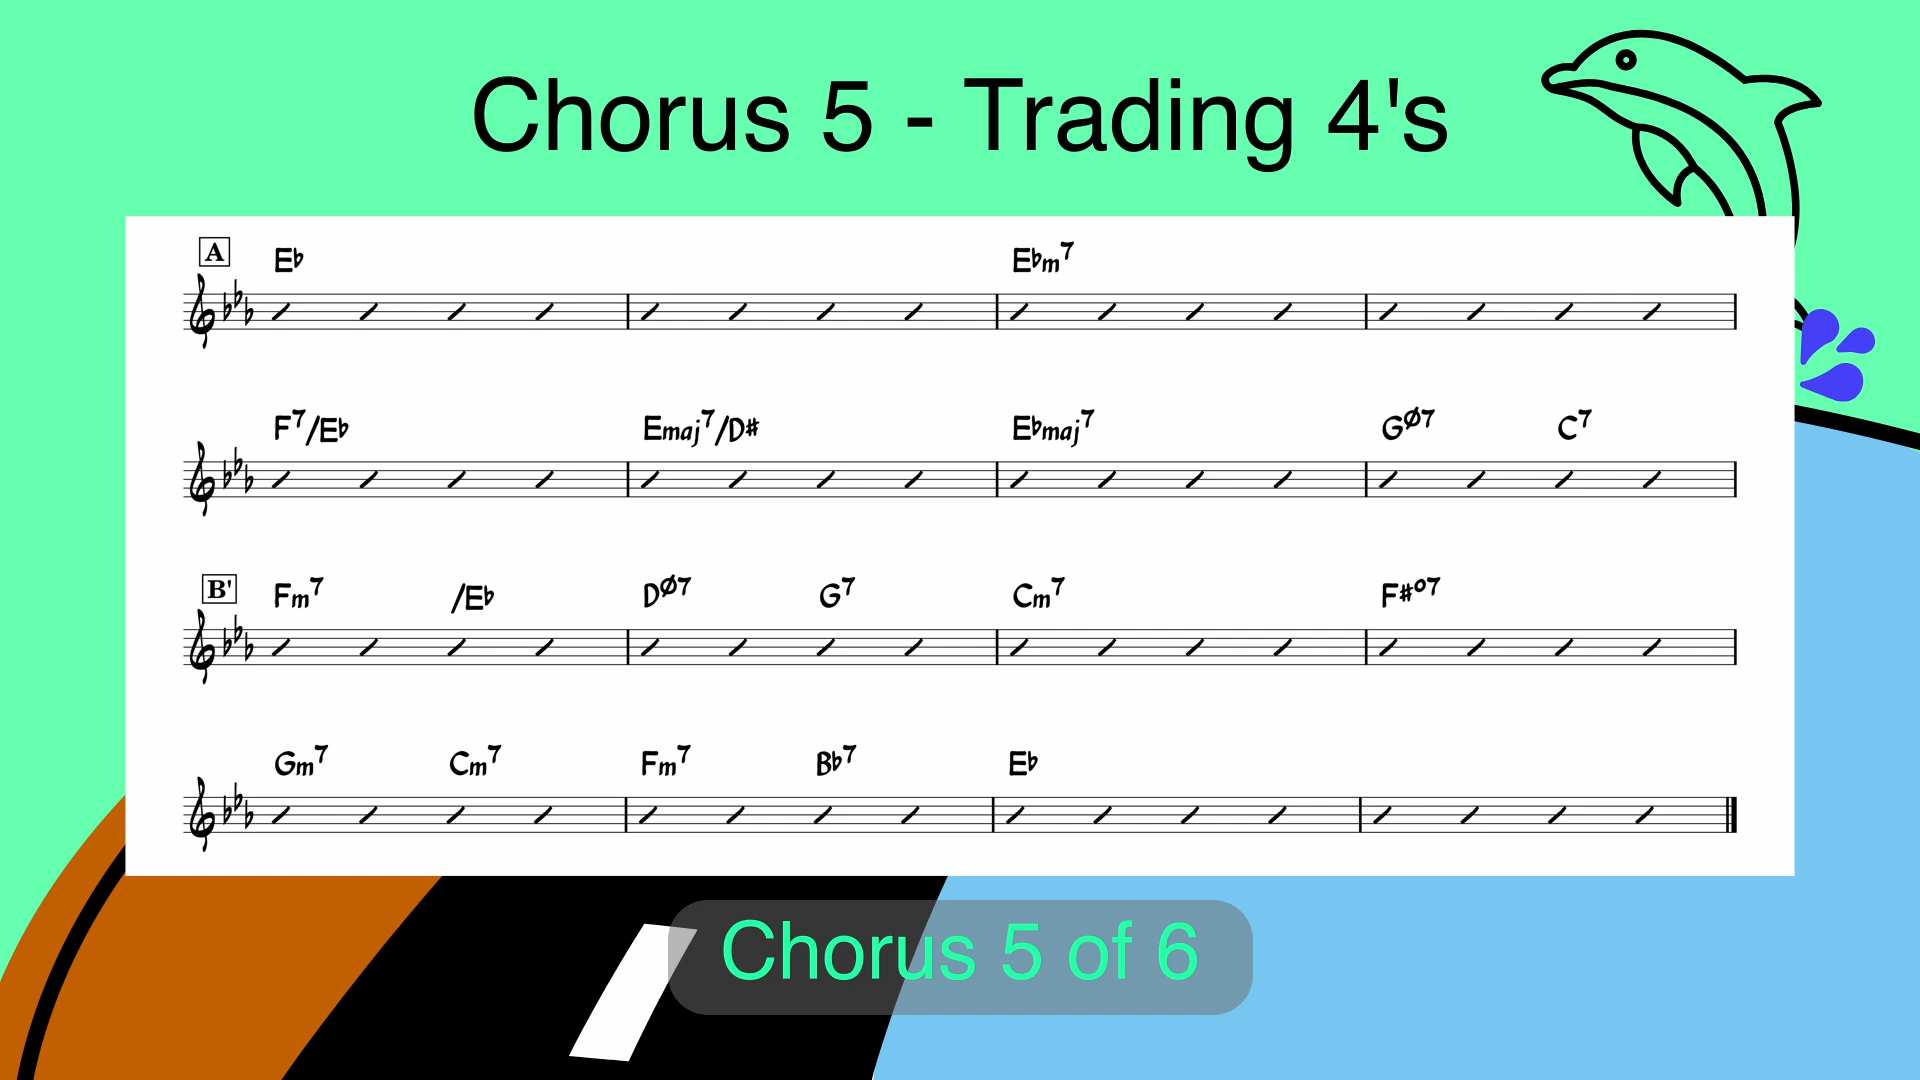 Chorus 5 - Trading 4's
A E♭ E♭m7
F7/E♭ Emaj7/D# E♭maj7 GØ7 C7
B' Fm7 /E♭ DØ7 G7 Cm7 F#o7
Gm7 Cm7 Fm7 B♭7 E♭
Chorus 5 of 6